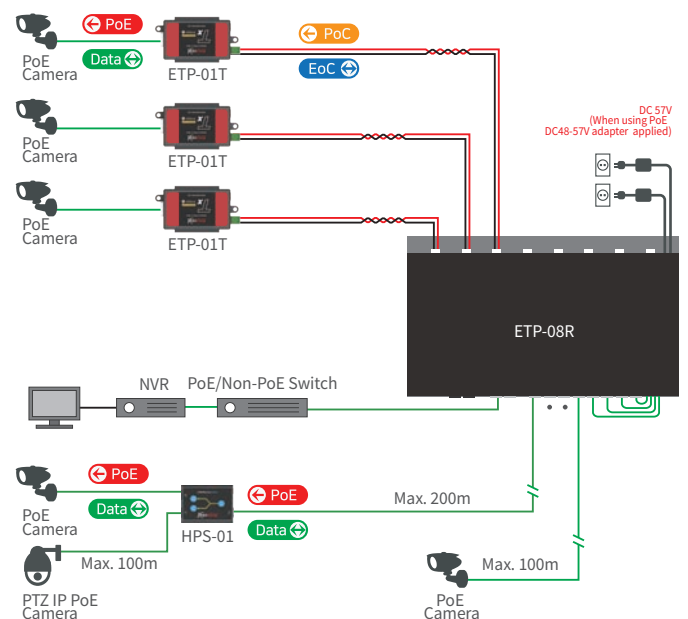 PoE
Data
PoE
Camera
ETP-01T
PoC
EoC
PoE
Camera
ETP-01T
PoE
Camera
ETP-01T
DC 57V
(When using PoE
DC48-57V adapter applied)
ETP-08R
NVR
PoE/Non-PoE Switch
PoE
Data
PoE
Camera
HPS-01
PoE
Data
Max. 200m
Max. 100m
PTZ IP PoE
Camera
Max. 100m
PoE
Camera